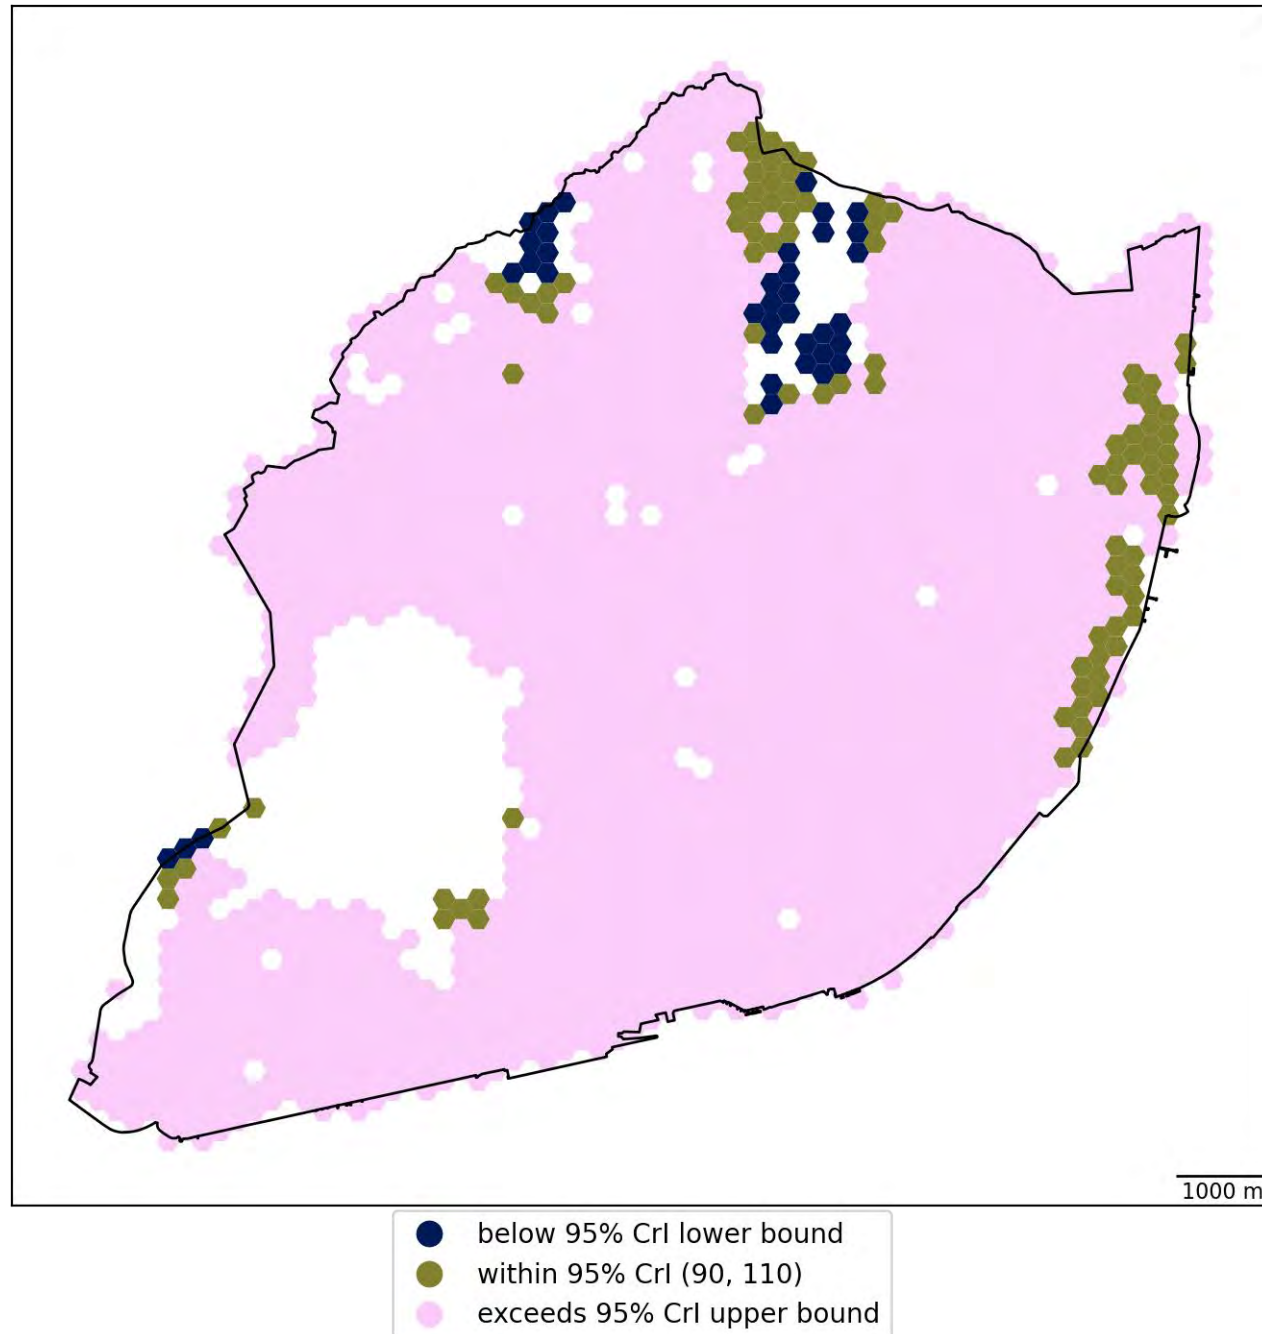 1000 m
below 95% CrI lower bound
within 95% CrI (90, 110)
exceeds 95% CrI upper bound